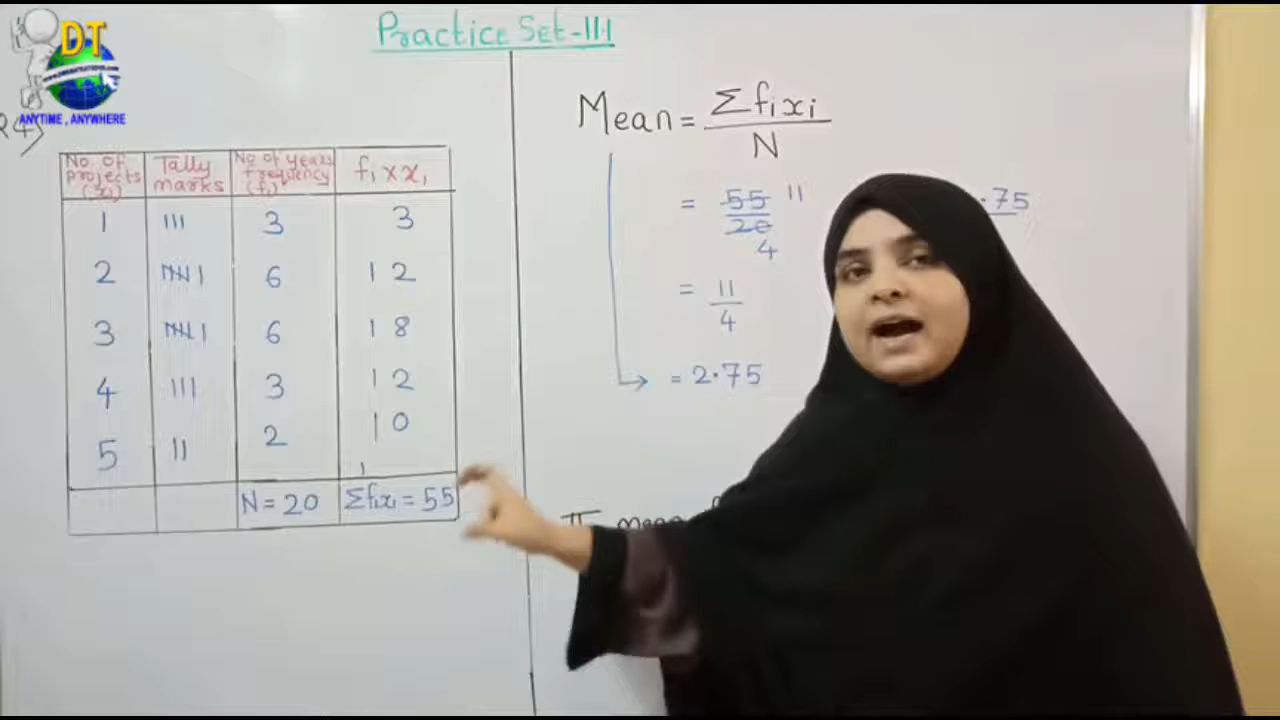 Practice Set-11.1
DT
ANYTIME, ANYWHERE
No. of projects (xi)
Tally marks
No of years frequency (fi)
fi × xi
1 ||| 3 3
2 𝍸| 6 12
3 𝍸| 6 18
4 ||| 3 12
5 || 2 10
N = 20
Σfixi = 55
Mean = Σfixi / N
= 55 11
20 4
= 11/4
= 2.75
.75
mean